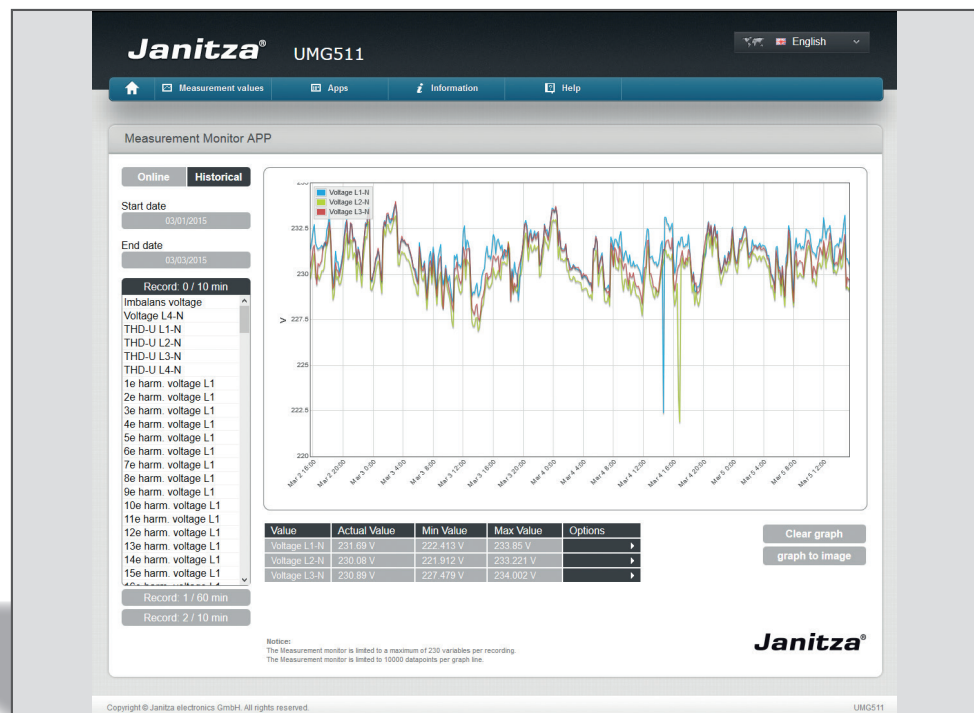 Janitza®
UMG511
English
Measurement values
Apps
Information
Help
Measurement Monitor APP
Online
Historical
Start date
03/01/2015
End date
03/03/2015
Record: 0 / 10 min
Imbalans voltage
Voltage L4-N
THD-U L1-N
THD-U L2-N
THD-U L3-N
THD-U L4-N
1e harm. voltage L1
2e harm. voltage L1
3e harm. voltage L1
4e harm. voltage L1
5e harm. voltage L1
6e harm. voltage L1
7e harm. voltage L1
8e harm. voltage L1
9e harm. voltage L1
10e harm. voltage L1
11e harm. voltage L1
12e harm. voltage L1
13e harm. voltage L1
14e harm. voltage L1
15e harm. voltage L1
Record: 1 / 60 min
Record: 2 / 10 min
Voltage L1-N
Voltage L2-N
Voltage L3-N
232.5
230
227.5
225
222.5
220
V
Mar 2 16:00
Mar 2 20:00
Mar 3 0:00
Mar 3 4:00
Mar 3 8:00
Mar 3 12:00
Mar 3 16:00
Mar 3 20:00
Mar 4 0:00
Mar 4 4:00
Mar 4 8:00
Mar 4 12:00
Mar 4 16:00
Mar 4 20:00
Mar 5 0:00
Mar 5 4:00
Mar 5 8:00
Mar 5 12:00
Value Actual Value Min Value Max Value Options
Voltage L1-N 231.69 V 222.413 V 233.85 V
Voltage L2-N 230.08 V 221.912 V 233.221 V
Voltage L3-N 230.89 V 227.479 V 234.002 V
Clear graph
graph to image
Notice:
The Measurement monitor is limited to a maximum of 230 variables per recording.
The Measurement monitor is limited to 10000 datapoints per graph line.
Janitza®
Copyright © Janitza electronics GmbH. All rights reserved.
UMG511